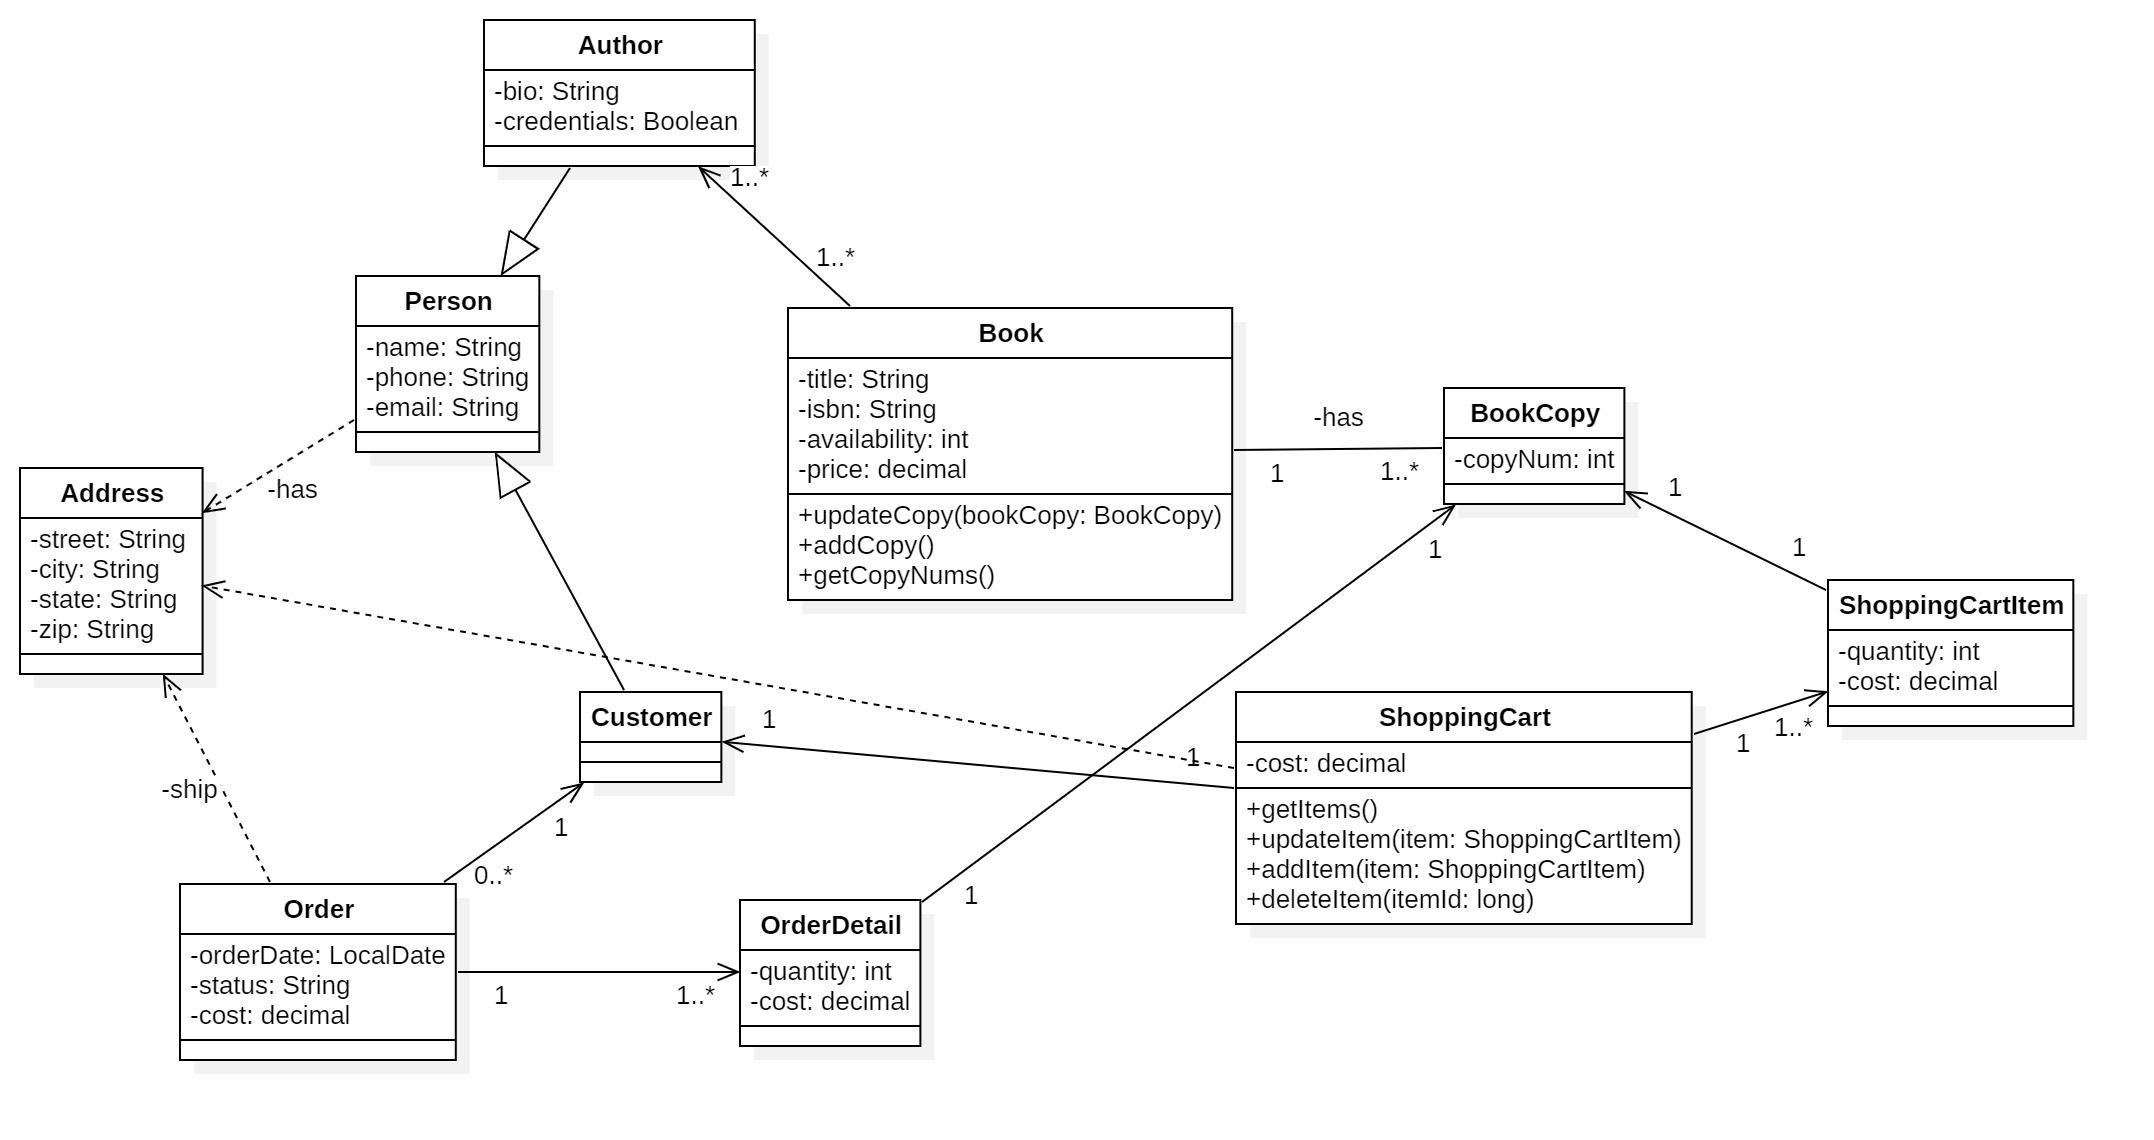 Author
-bio: String
-credentials: Boolean
1..*
1..*
Person
-name: String
-phone: String
-email: String
Book
-title: String
-isbn: String
-availability: int
-price: decimal
+updateCopy(bookCopy: BookCopy)
+addCopy()
+getCopyNums()
-has
1
1..*
BookCopy
-copyNum: int
1
1
1
-has
Address
-street: String
-city: String
-state: String
-zip: String
ShoppingCartItem
-quantity: int
-cost: decimal
Customer
1
1
ShoppingCart
-cost: decimal
+getItems()
+updateItem(item: ShoppingCartItem)
+addItem(item: ShoppingCartItem)
+deleteItem(itemId: long)
1
1..*
-ship
1
0..*
Order
-orderDate: LocalDate
-status: String
-cost: decimal
1
1..*
OrderDetail
-quantity: int
-cost: decimal
1